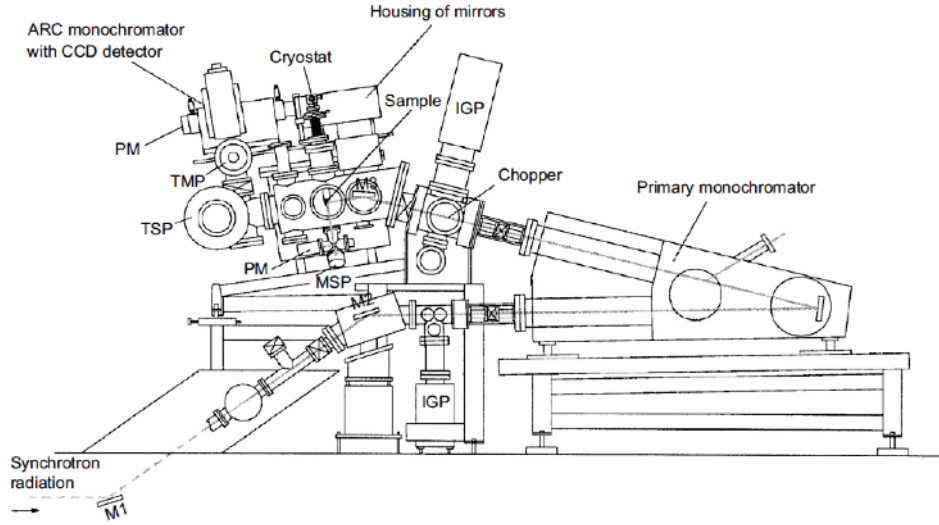 Housing of mirrors
ARC monochromator
with CCD detector
Cryostat
Sample
IGP
PM
TMP
M3
Chopper
Primary monochromator
TSP
PM
MSP
M2
IGP
Synchrotron
radiation
M1